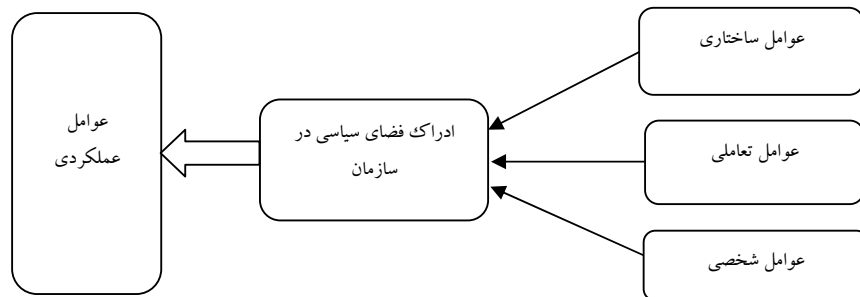 عوامل ساختاری
عوامل تعاملی
عوامل شخصی
ادراک فضای سیاسی در
سازمان
عوامل
عملکردی